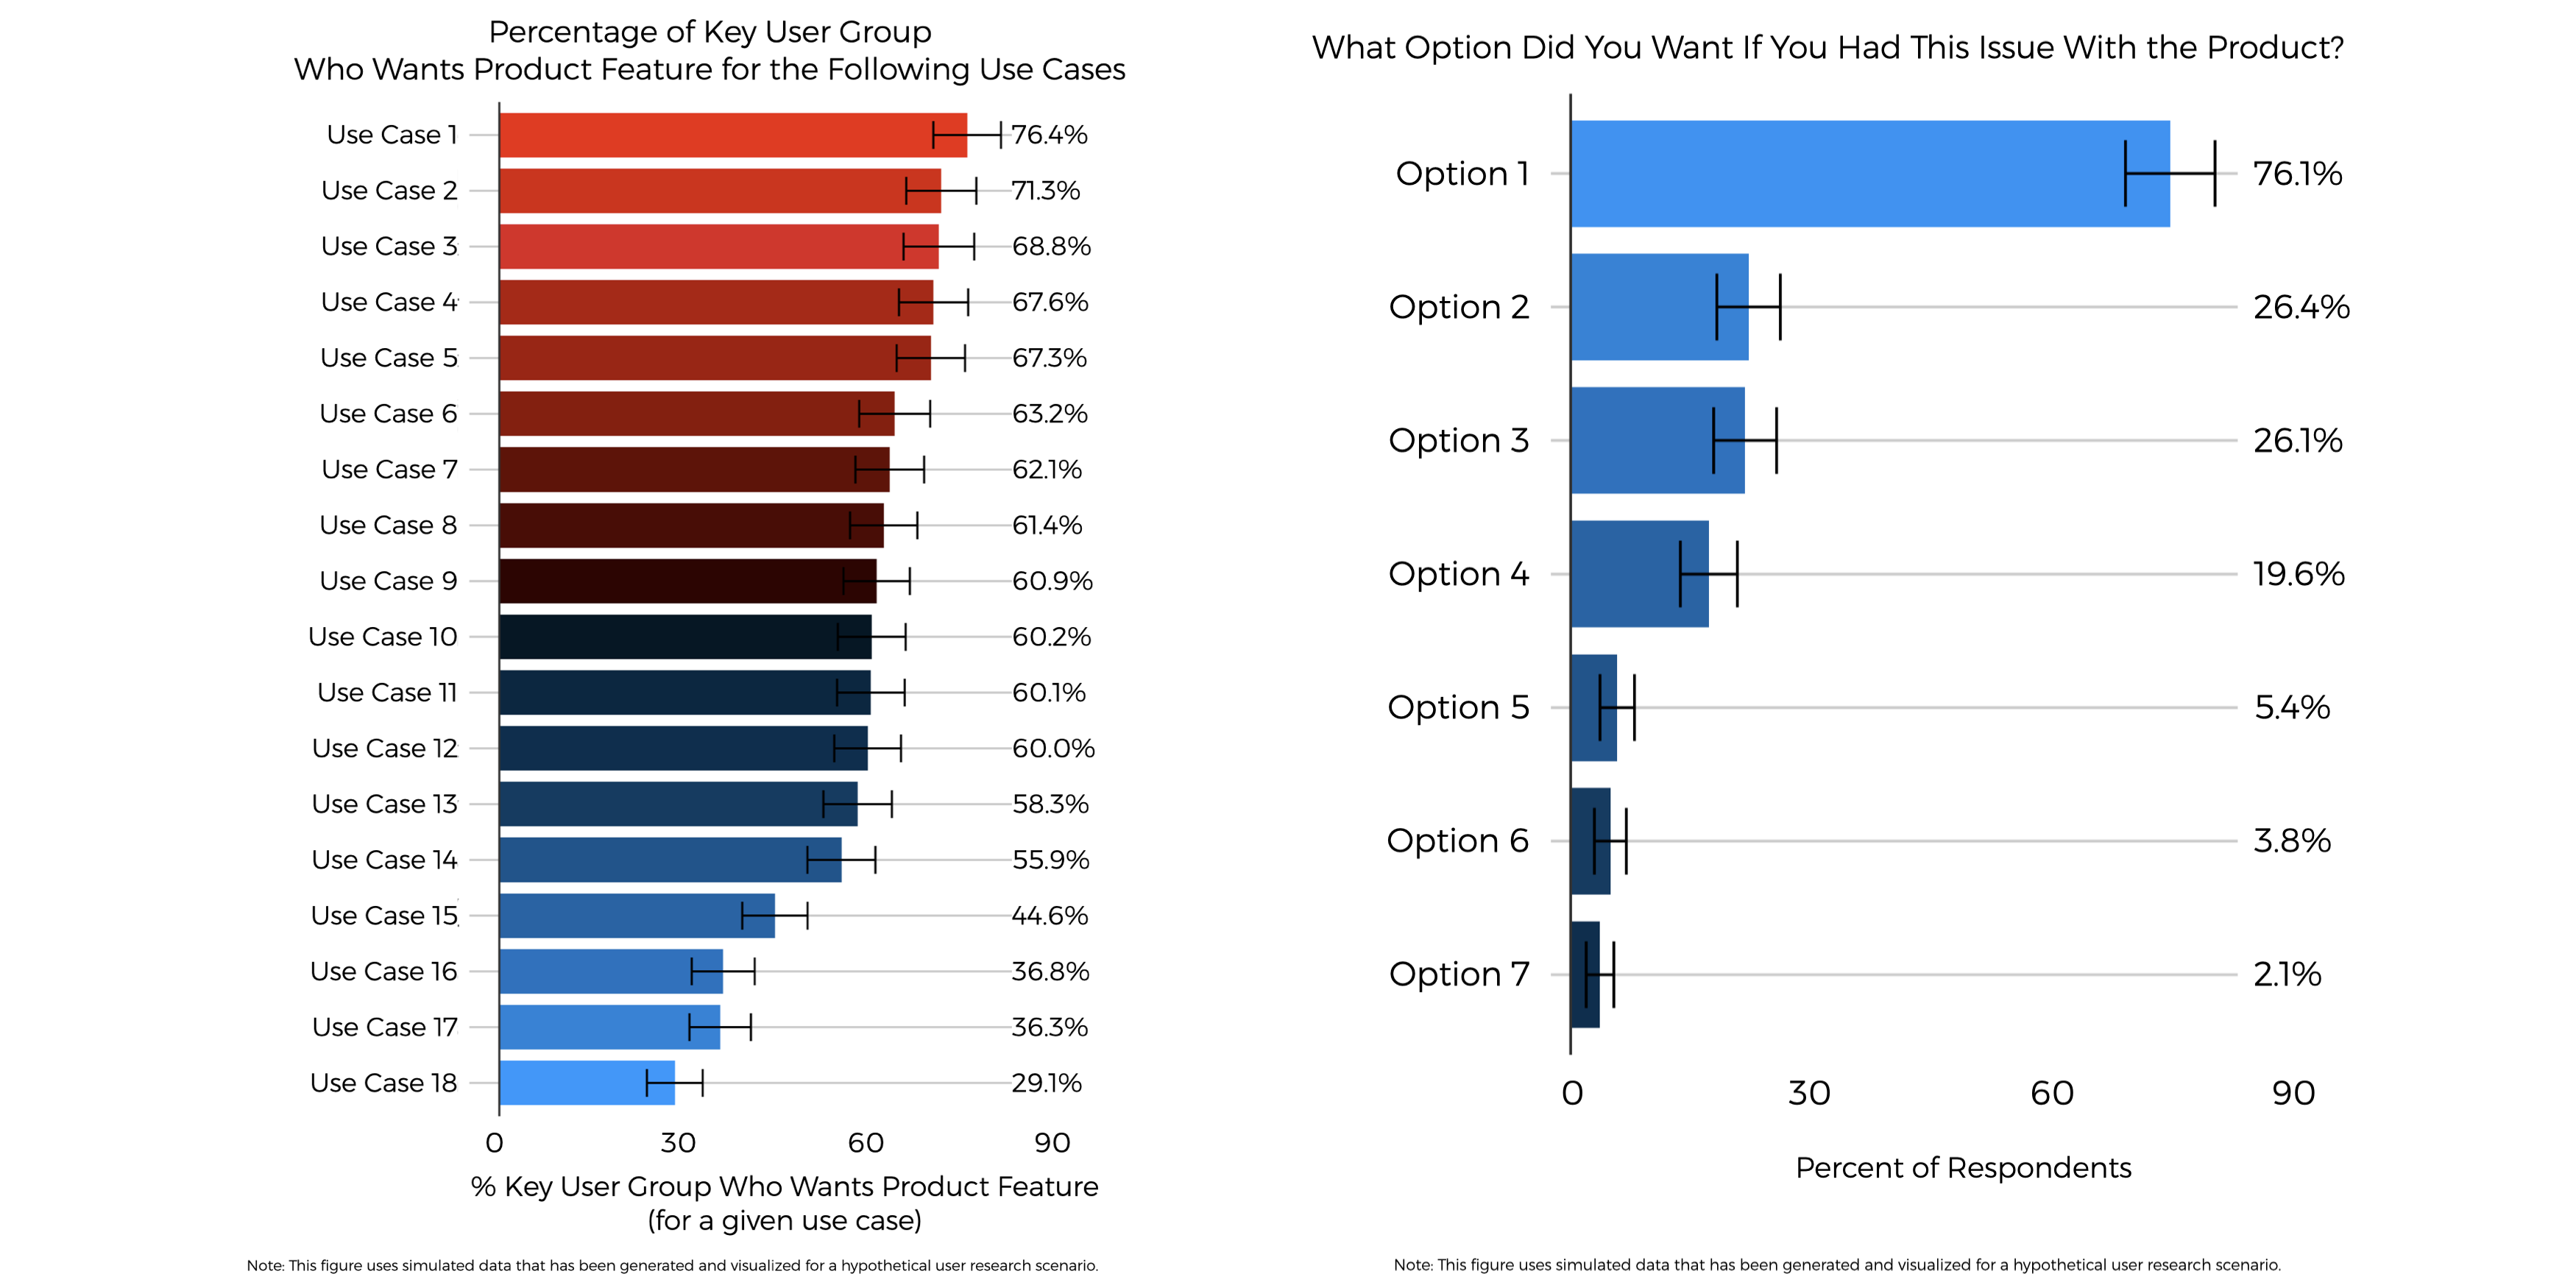 Percentage of Key User Group
Who Wants Product Feature for the Following Use Cases
Use Case 1 76.4%
Use Case 2 71.3%
Use Case 3 68.8%
Use Case 4 67.6%
Use Case 5 67.3%
Use Case 6 63.2%
Use Case 7 62.1%
Use Case 8 61.4%
Use Case 9 60.9%
Use Case 10 60.2%
Use Case 11 60.1%
Use Case 12 60.0%
Use Case 13 58.3%
Use Case 14 55.9%
Use Case 15 44.6%
Use Case 16 36.8%
Use Case 17 36.3%
Use Case 18 29.1%
0 30 60 90
% Key User Group Who Wants Product Feature
(for a given use case)
Note: This figure uses simulated data that has been generated and visualized for a hypothetical user research scenario.
What Option Did You Want If You Had This Issue With the Product?
Option 1 76.1%
Option 2 26.4%
Option 3 26.1%
Option 4 19.6%
Option 5 5.4%
Option 6 3.8%
Option 7 2.1%
0 30 60 90
Percent of Respondents
Note: This figure uses simulated data that has been generated and visualized for a hypothetical user research scenario.